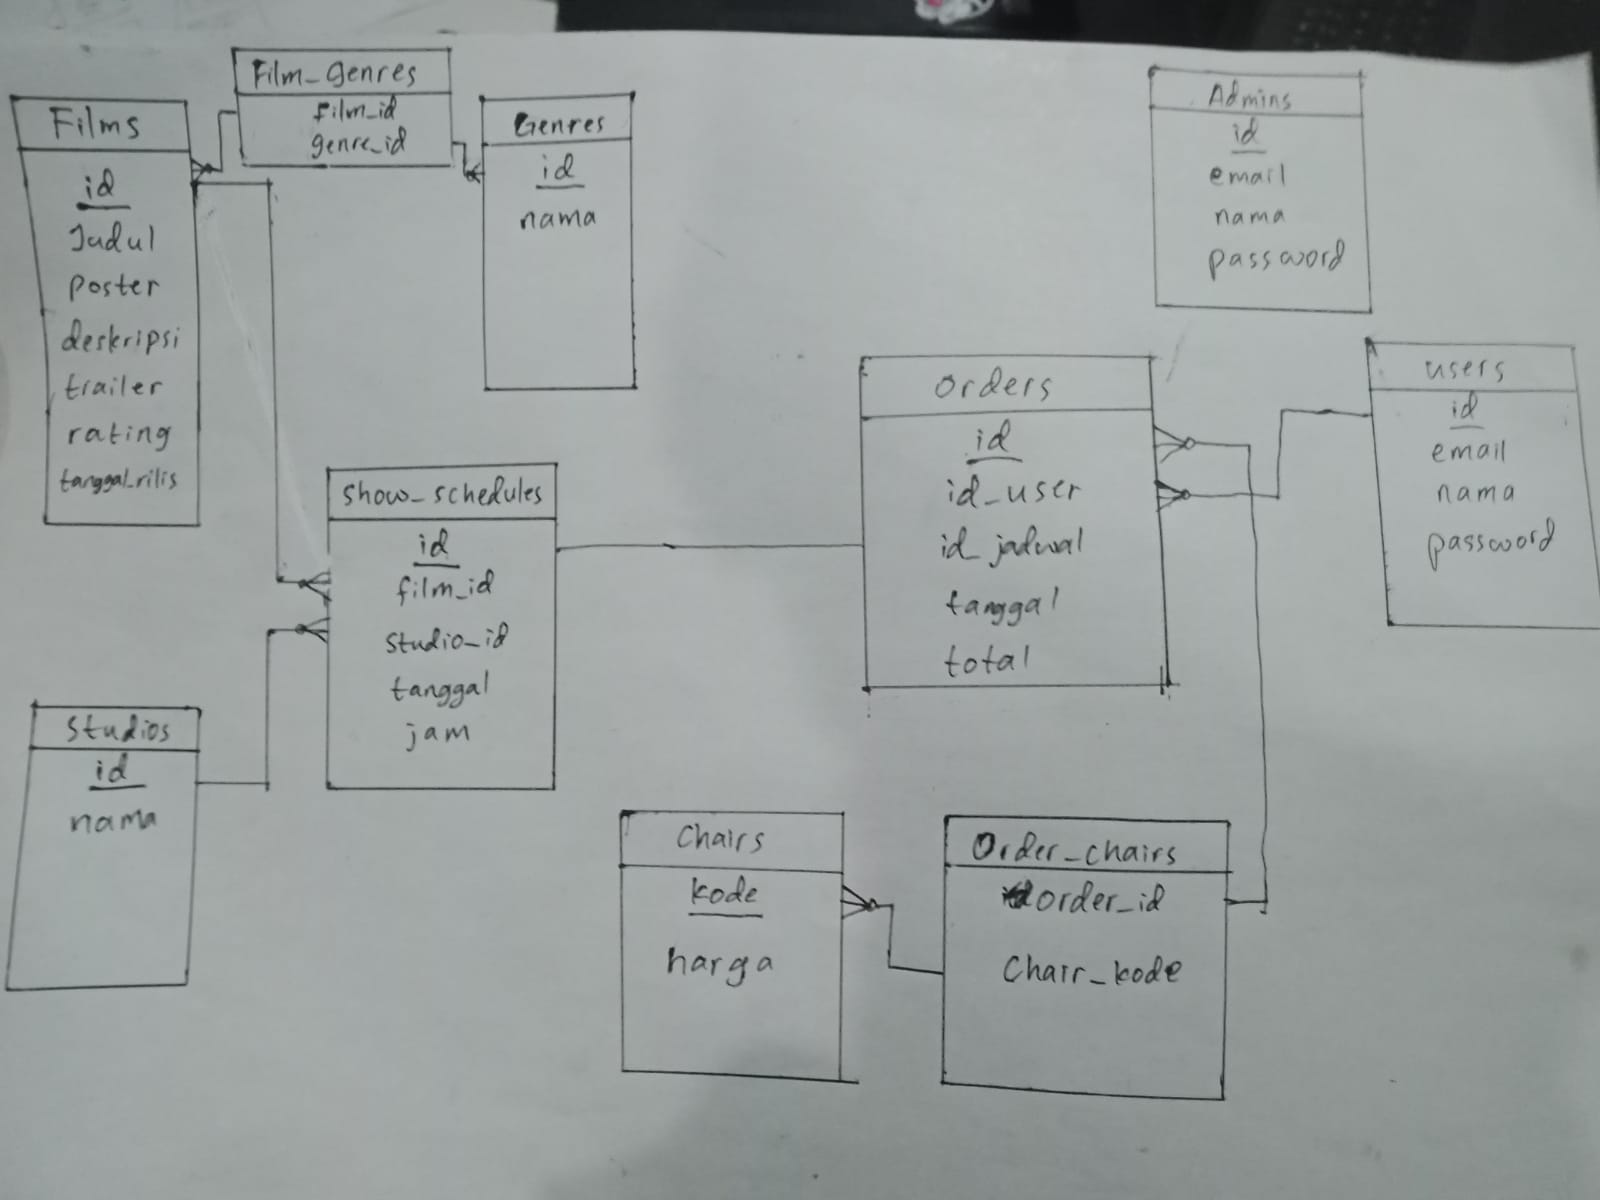 Film_genres
film_id
genre_id
Films
id
Judul
poster
deskripsi
trailer
rating
tanggal_rilis
Genres
id
nama
Admins
id
email
nama
password
users
id
email
nama
password
orders
id
id_user
id_jadwal
tanggal
total
show_schedules
id
film_id
studio_id
tanggal
jam
Studios
id
nama
Chairs
kode
harga
Order_chairs
order_id
Chair_kode